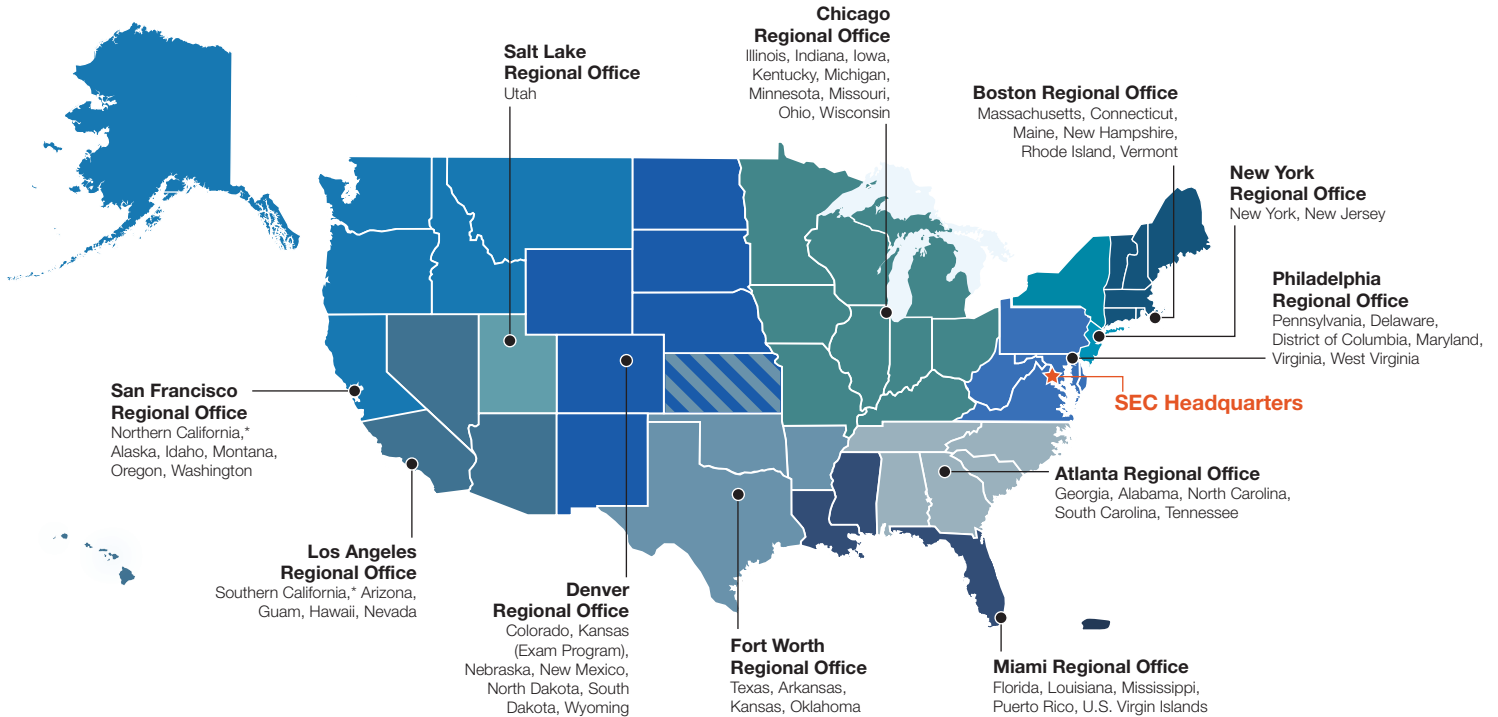 Chicago
Regional Office
Illinois, Indiana, Iowa,
Kentucky, Michigan,
Minnesota, Missouri,
Ohio, Wisconsin
Salt Lake
Regional Office
Utah
Boston Regional Office
Massachusetts, Connecticut,
Maine, New Hampshire,
Rhode Island, Vermont
New York
Regional Office
New York, New Jersey
Philadelphia
Regional Office
Pennsylvania, Delaware,
District of Columbia, Maryland,
Virginia, West Virginia
SEC Headquarters
San Francisco
Regional Office
Northern California,*
Alaska, Idaho, Montana,
Oregon, Washington
Atlanta Regional Office
Georgia, Alabama, North Carolina,
South Carolina, Tennessee
Los Angeles
Regional Office
Southern California,* Arizona,
Guam, Hawaii, Nevada
Denver
Regional Office
Colorado, Kansas
(Exam Program),
Nebraska, New Mexico,
North Dakota, South
Dakota, Wyoming
Fort Worth
Regional Office
Texas, Arkansas,
Kansas, Oklahoma
Miami Regional Office
Florida, Louisiana, Mississippi,
Puerto Rico, U.S. Virgin Islands